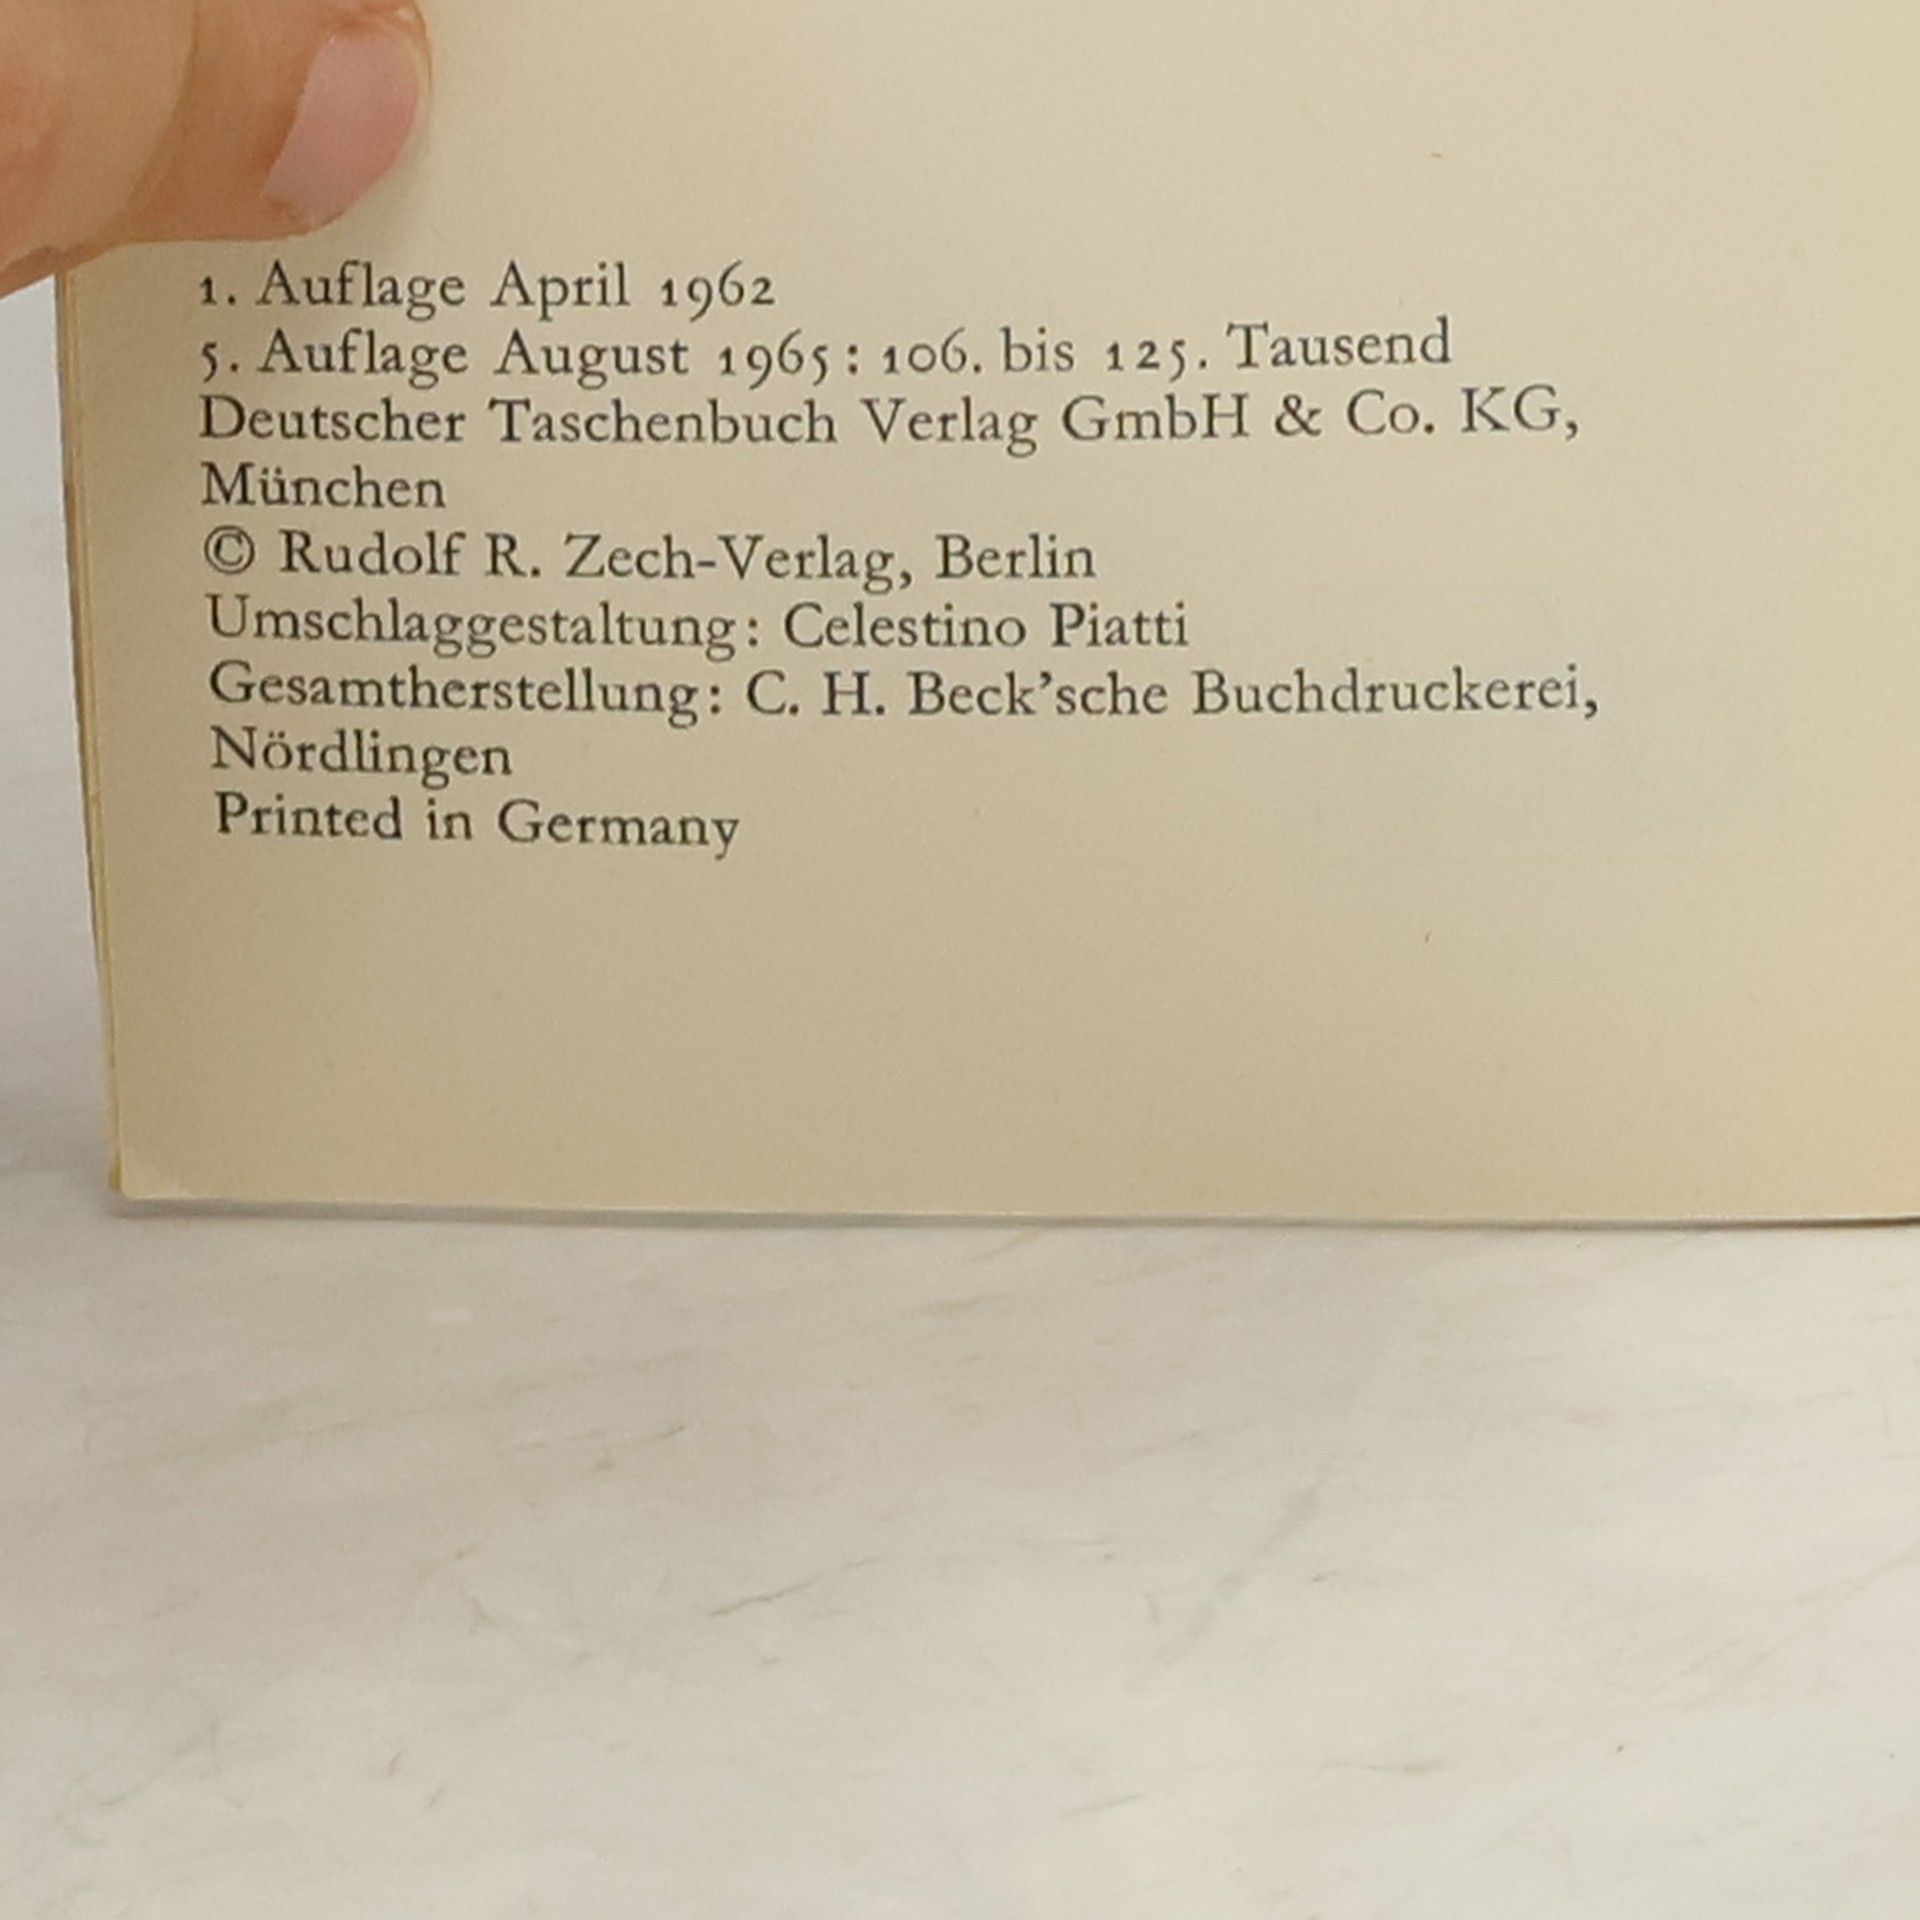 1. Auflage April 1962
5. Auflage August 1965: 106. bis 125. Tausend
Deutscher Taschenbuch Verlag GmbH & Co. KG,
München
© Rudolf R. Zech-Verlag, Berlin
Umschlaggestaltung: Celestino Piatti
Gesamtherstellung: C. H. Beck’sche Buchdruckerei,
Nördlingen
Printed in Germany